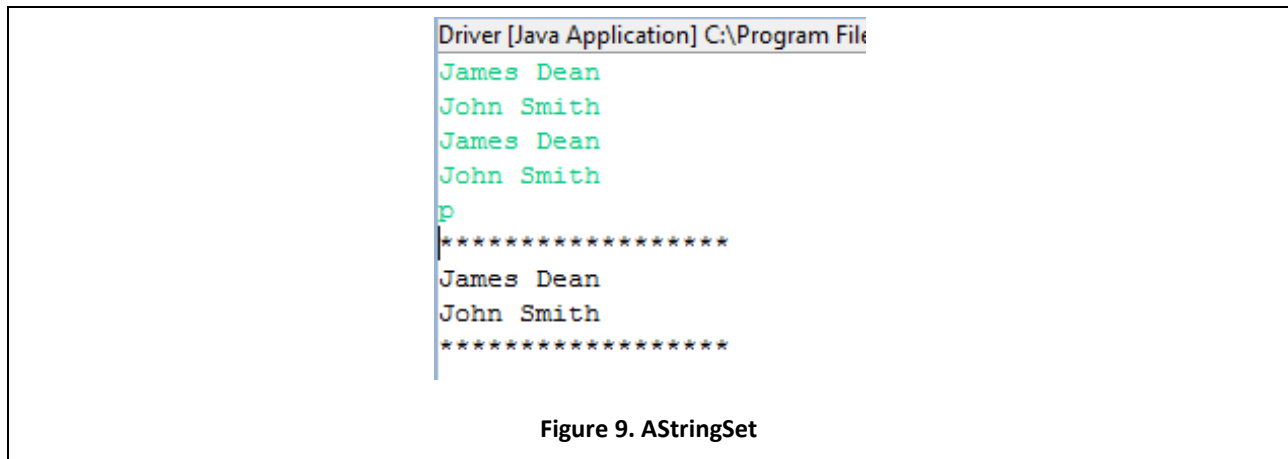 Driver [Java Application] C:\Program File
James Dean
John Smith
James Dean
John Smith
p
******************
James Dean
John Smith
******************
Figure 9. AStringSet